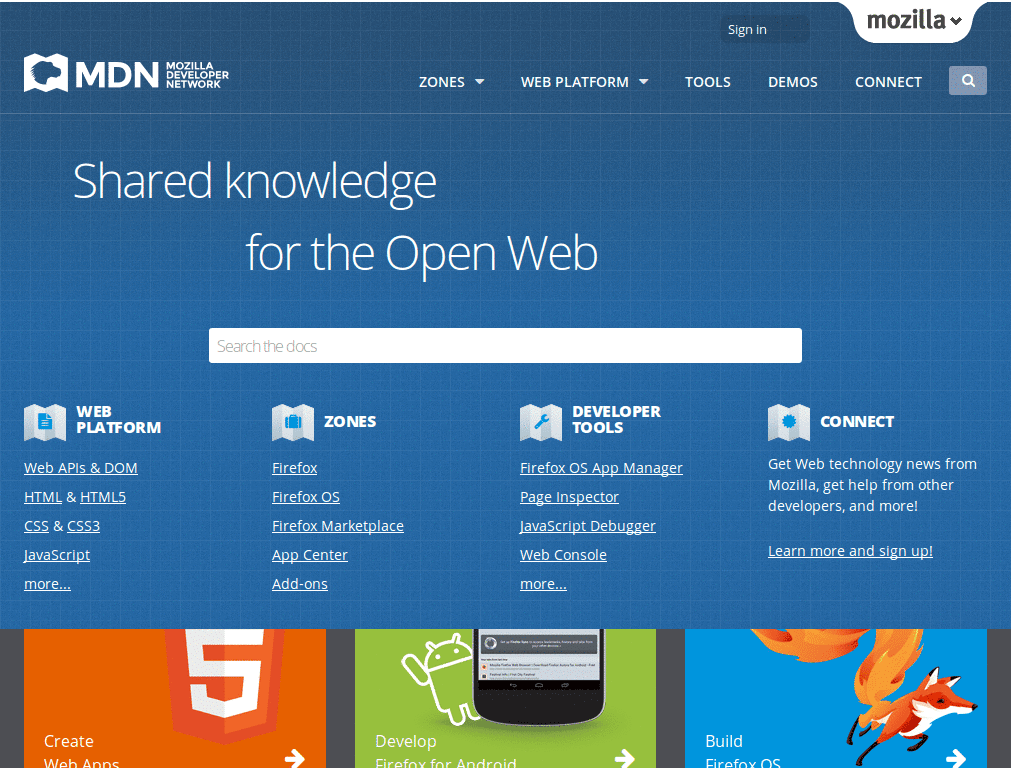 Sign in
mozilla
MDN
MOZILLA
DEVELOPER
NETWORK
ZONES
WEB PLATFORM
TOOLS
DEMOS
CONNECT
Shared knowledge
for the Open Web
Search the docs
WEB
PLATFORM
Web APIs & DOM
HTML & HTML5
CSS & CSS3
JavaScript
more...
ZONES
Firefox
Firefox OS
Firefox Marketplace
App Center
Add-ons
DEVELOPER
TOOLS
Firefox OS App Manager
Page Inspector
JavaScript Debugger
Web Console
more...
CONNECT
Get Web technology news from
Mozilla, get help from other
developers, and more!
Learn more and sign up!
Create
Web Apps
Develop
Firefox for Android
Build
Firefox OS